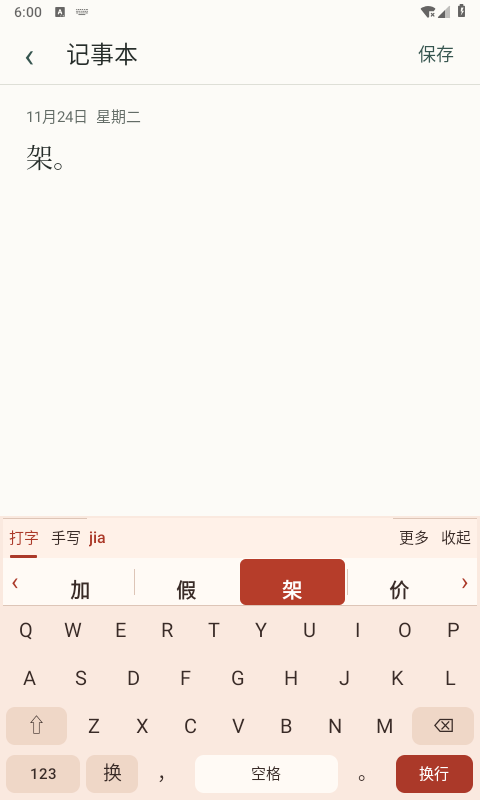 6:00
‹ 记事本 保存
11月24日 星期二
架。
打字 手写 jia 更多 收起
‹ 加 假 架 价 ›
Q W E R T Y U I O P
A S D F G H J K L
Z X C V B N M
123 换 ， 空格 。 换行